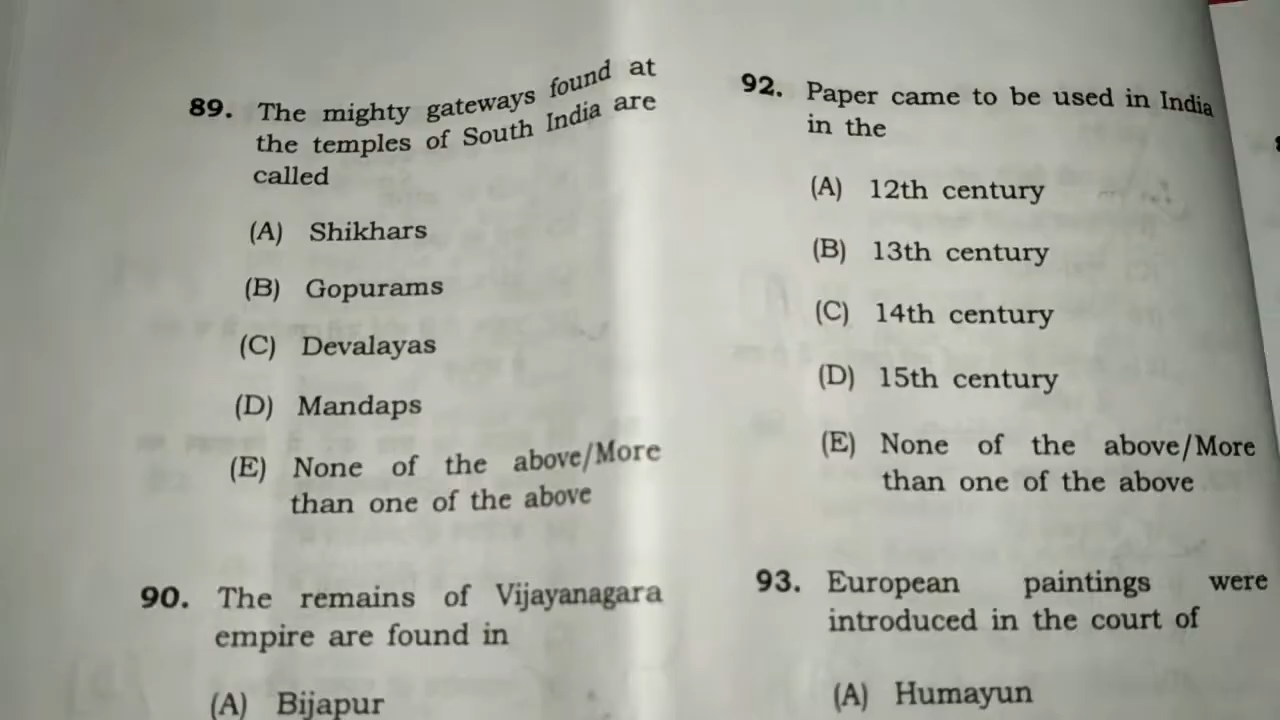 89. The mighty gateways found at
the temples of South India are
called
(A) Shikhars
(B) Gopurams
(C) Devalayas
(D) Mandaps
(E) None of the above/More
than one of the above
90. The remains of Vijayanagara
empire are found in
(A) Bijapur
92. Paper came to be used in India
in the
(A) 12th century
(B) 13th century
(C) 14th century
(D) 15th century
(E) None of the above/More
than one of the above
93. European paintings were
introduced in the court of
(A) Humayun